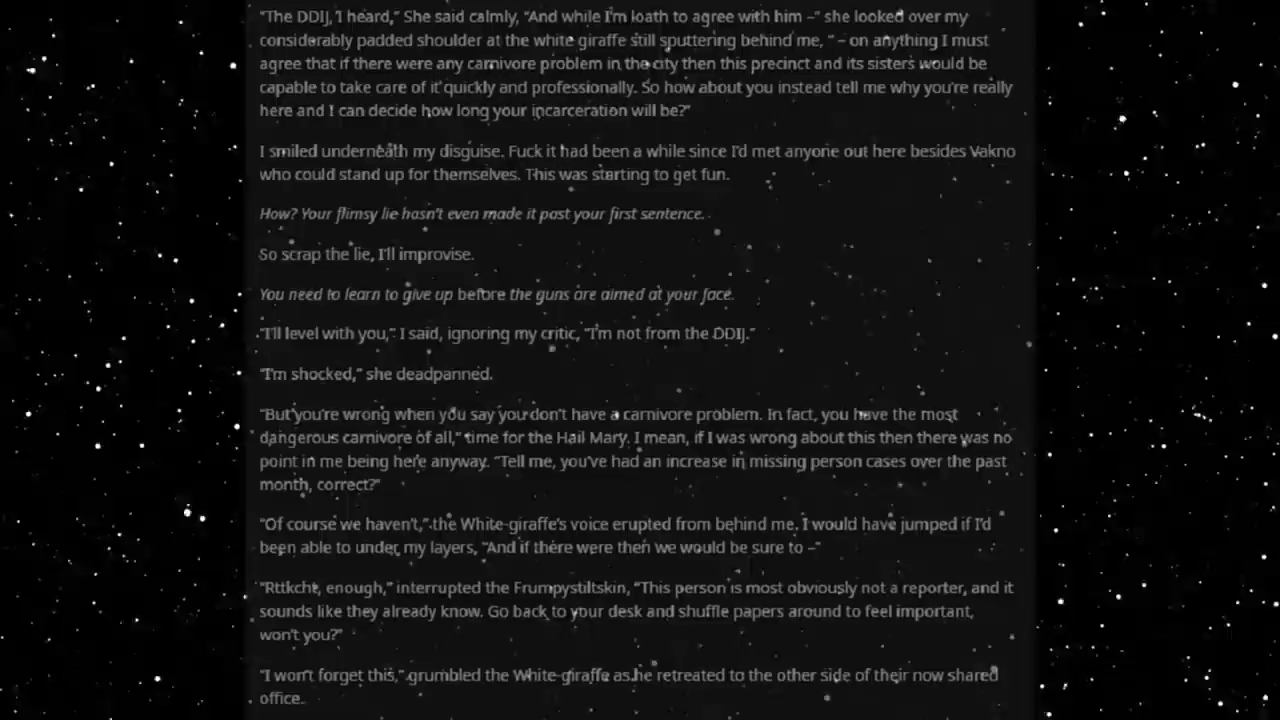 “The DDIJ, I heard,” She said calmly, “And while I’m loath to agree with him –” she looked over my
considerably padded shoulder at the white giraffe still sputtering behind me, “ – on anything I must
agree that if there were any carnivore problem in the city then this precinct and its sisters would be
capable to take care of it quickly and professionally. So how about you instead tell me why you’re really
here and I can decide how long your incarceration will be?”
I smiled underneath my disguise. Fuck it had been a while since I’d met anyone out here besides Vakno
who could stand up for themselves. This was starting to get fun.
How? Your flimsy lie hasn’t even made it past your first sentence.
So scrap the lie, I’ll improvise.
You need to learn to give up before the guns are aimed at your face.
“I’ll level with you,” I said, ignoring my critic, “I’m not from the DDIJ.”
“I’m shocked,” she deadpanned.
“But you’re wrong when you say you don’t have a carnivore problem. In fact, you have the most
dangerous carnivore of all,” time for the Hail Mary. I mean, if I was wrong about this then there was no
point in me being here anyway. “Tell me, you’ve had an increase in missing person cases over the past
month, correct?”
“Of course we haven’t,” the White-giraffe’s voice erupted from behind me. I would have jumped if I’d
been able to under my layers, “And if there were then we would be sure to –”
“Rttkcht, enough,” interrupted the Frumpystiltskin, “This person is most obviously not a reporter, and it
sounds like they already know. Go back to your desk and shuffle papers around to feel important,
won’t you?”
“I won’t forget this,” grumbled the White-giraffe as he retreated to the other side of their now shared
office.